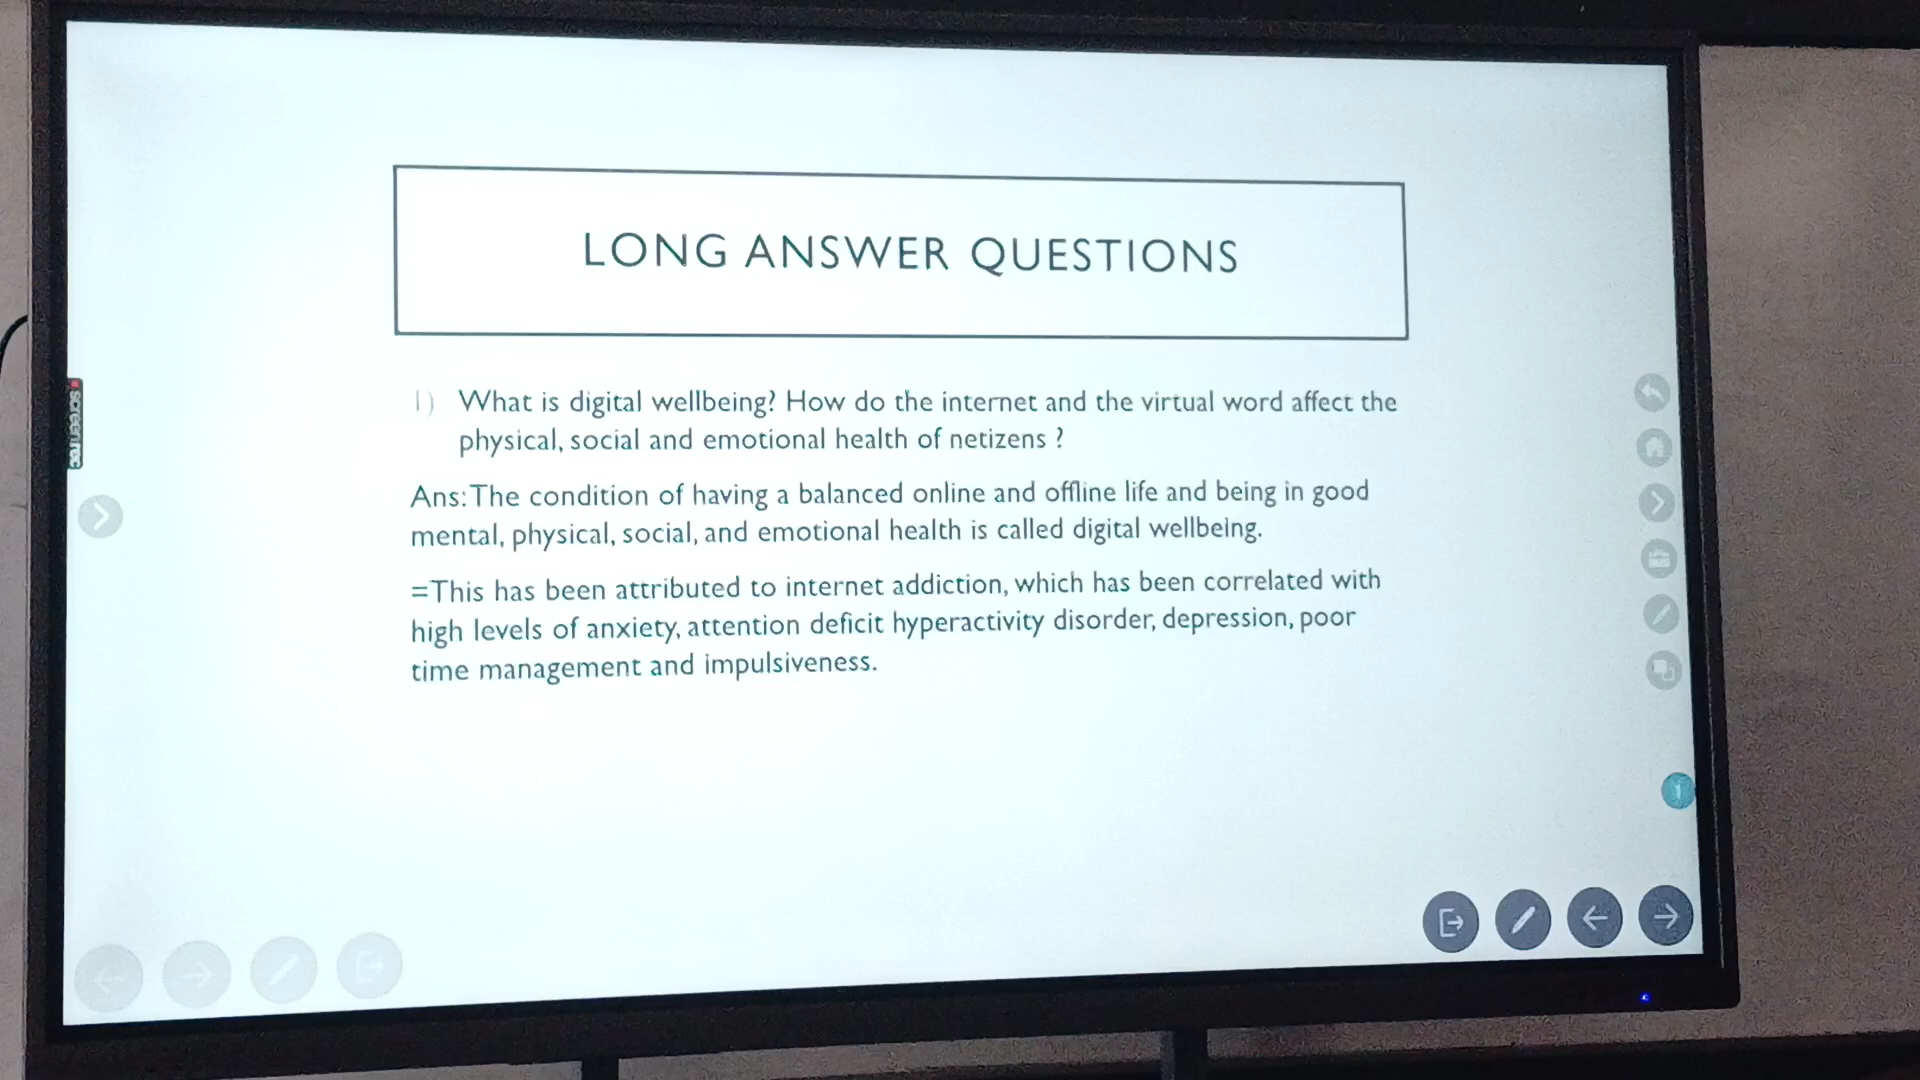 LONG ANSWER QUESTIONS
1) What is digital wellbeing? How do the internet and the virtual word affect the
physical, social and emotional health of netizens ?
Ans: The condition of having a balanced online and offline life and being in good
mental, physical, social, and emotional health is called digital wellbeing.
=This has been attributed to internet addiction, which has been correlated with
high levels of anxiety, attention deficit hyperactivity disorder, depression, poor
time management and impulsiveness.
screenrec